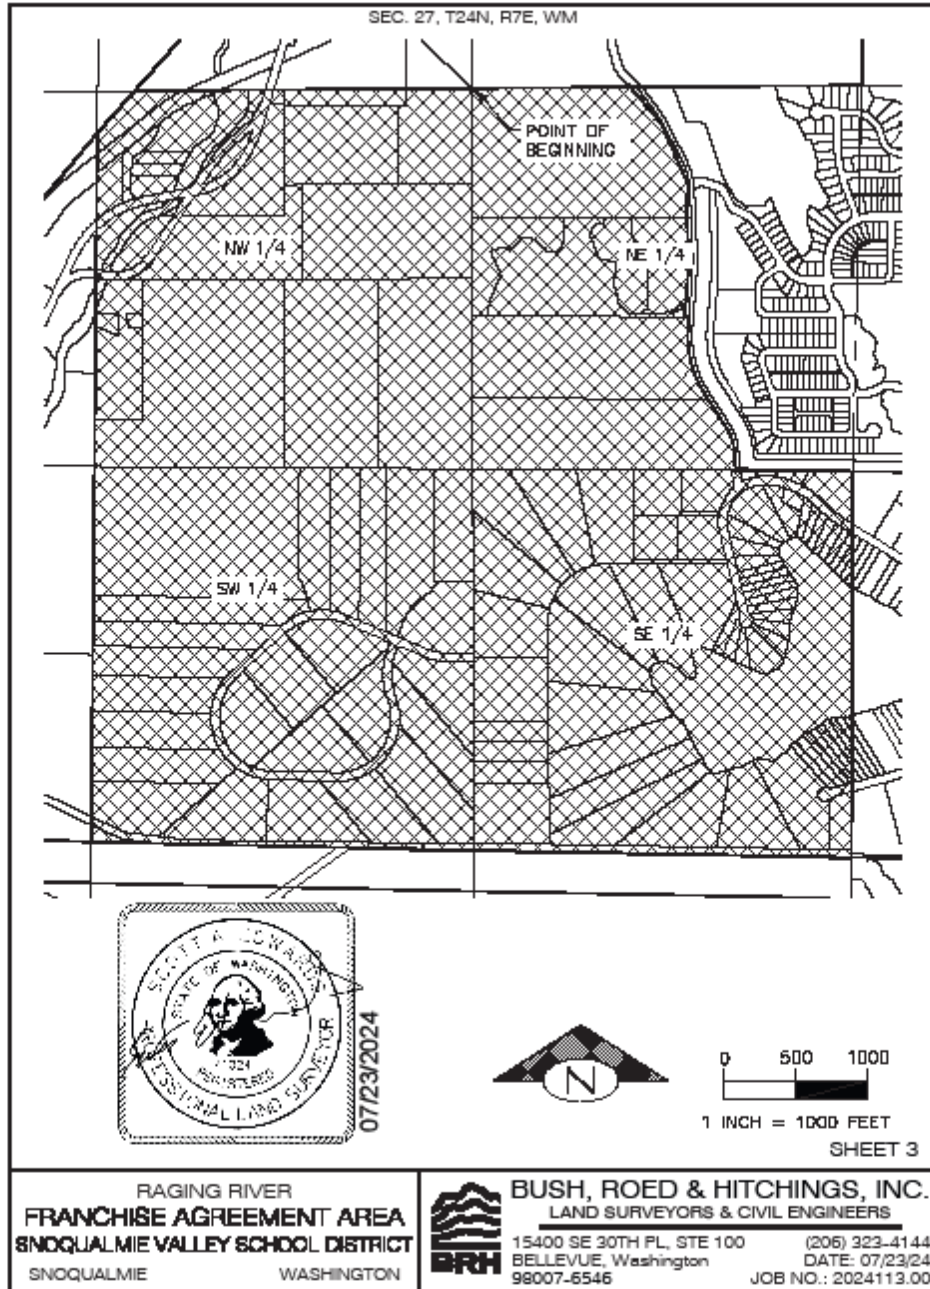 SEC. 27, T24N, R7E, WM
POINT OF
BEGINNING
NW 1/4
NE 1/4
SW 1/4
SE 1/4
SCOTT A. EDWARDS
STATE OF WASHINGTON
REGISTERED
PROFESSIONAL LAND SURVEYOR
07/23/2024
N
0 500 1000
1 INCH = 1000 FEET
SHEET 3
RAGING RIVER
FRANCHISE AGREEMENT AREA
SNOQUALMIE VALLEY SCHOOL DISTRICT
SNOQUALMIE WASHINGTON
BRH
BUSH, ROED & HITCHINGS, INC.
LAND SURVEYORS & CIVIL ENGINEERS
15400 SE 30TH PL, STE 100 (206) 323-4144
BELLEVUE, Washington DATE: 07/23/24
98007-6546 JOB NO.: 2024113.00